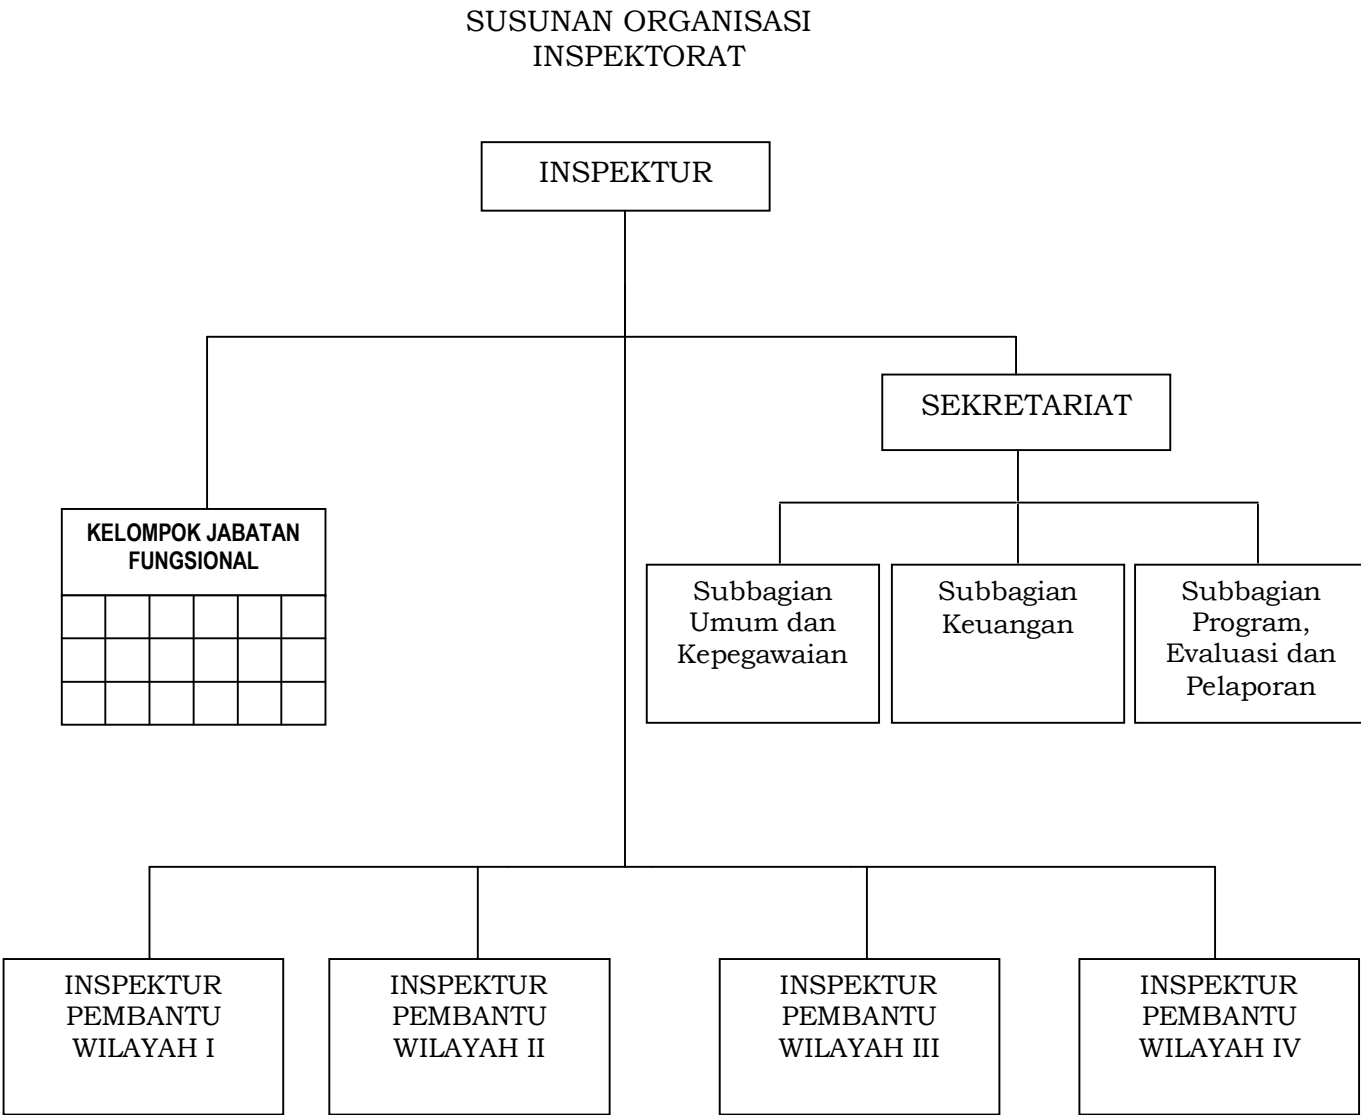 SUSUNAN ORGANISASI
INSPEKTORAT
INSPEKTUR
SEKRETARIAT
KELOMPOK JABATAN
FUNGSIONAL
Subbagian
Umum dan
Kepegawaian
Subbagian
Keuangan
Subbagian
Program,
Evaluasi dan
Pelaporan
INSPEKTUR
PEMBANTU
WILAYAH I
INSPEKTUR
PEMBANTU
WILAYAH II
INSPEKTUR
PEMBANTU
WILAYAH III
INSPEKTUR
PEMBANTU
WILAYAH IV